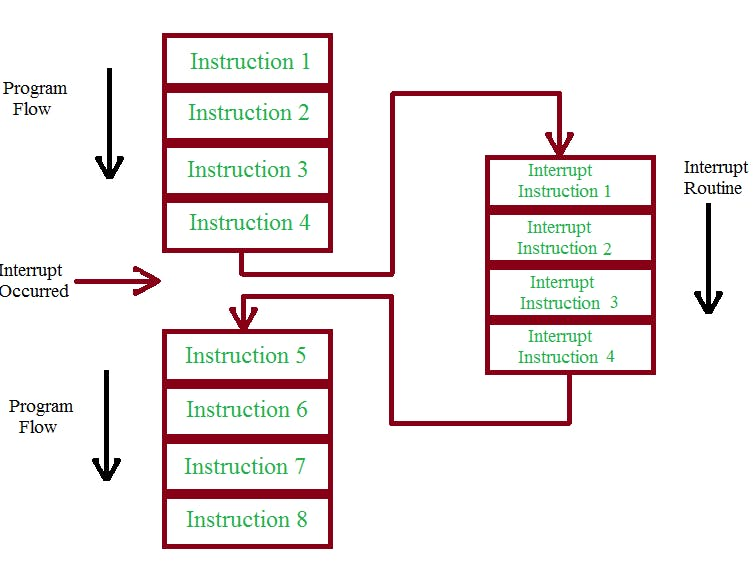 Program
Flow
Instruction 1
Instruction 2
Instruction 3
Instruction 4
Interrupt
Occurred
Interrupt
Instruction 1
Interrupt
Instruction 2
Interrupt
Instruction 3
Interrupt
Instruction 4
Interrupt
Routine
Program
Flow
Instruction 5
Instruction 6
Instruction 7
Instruction 8